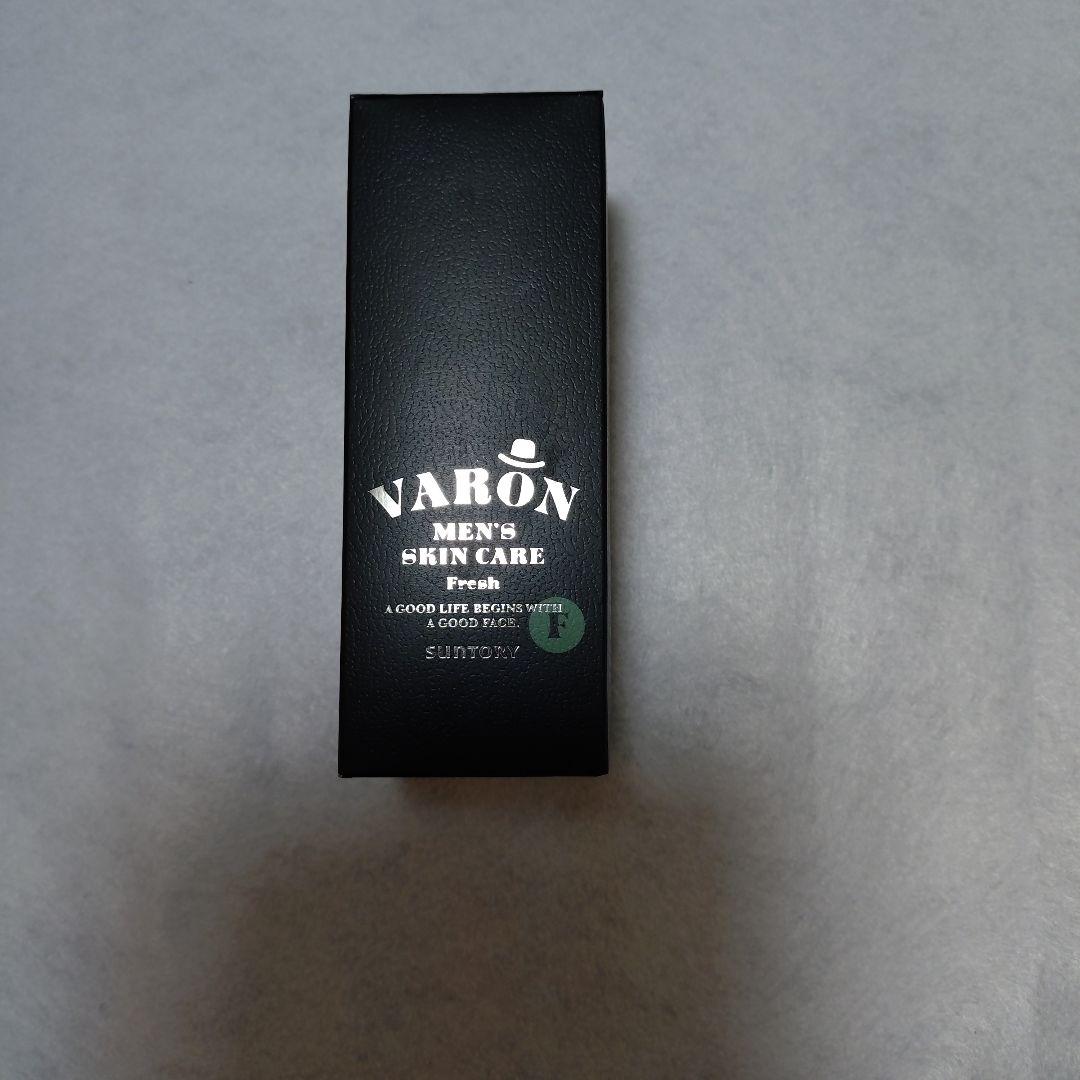 VARON
MEN'S
SKIN CARE
Fresh
A GOOD LIFE BEGINS WITH
A GOOD FACE.
F
SUNTORY